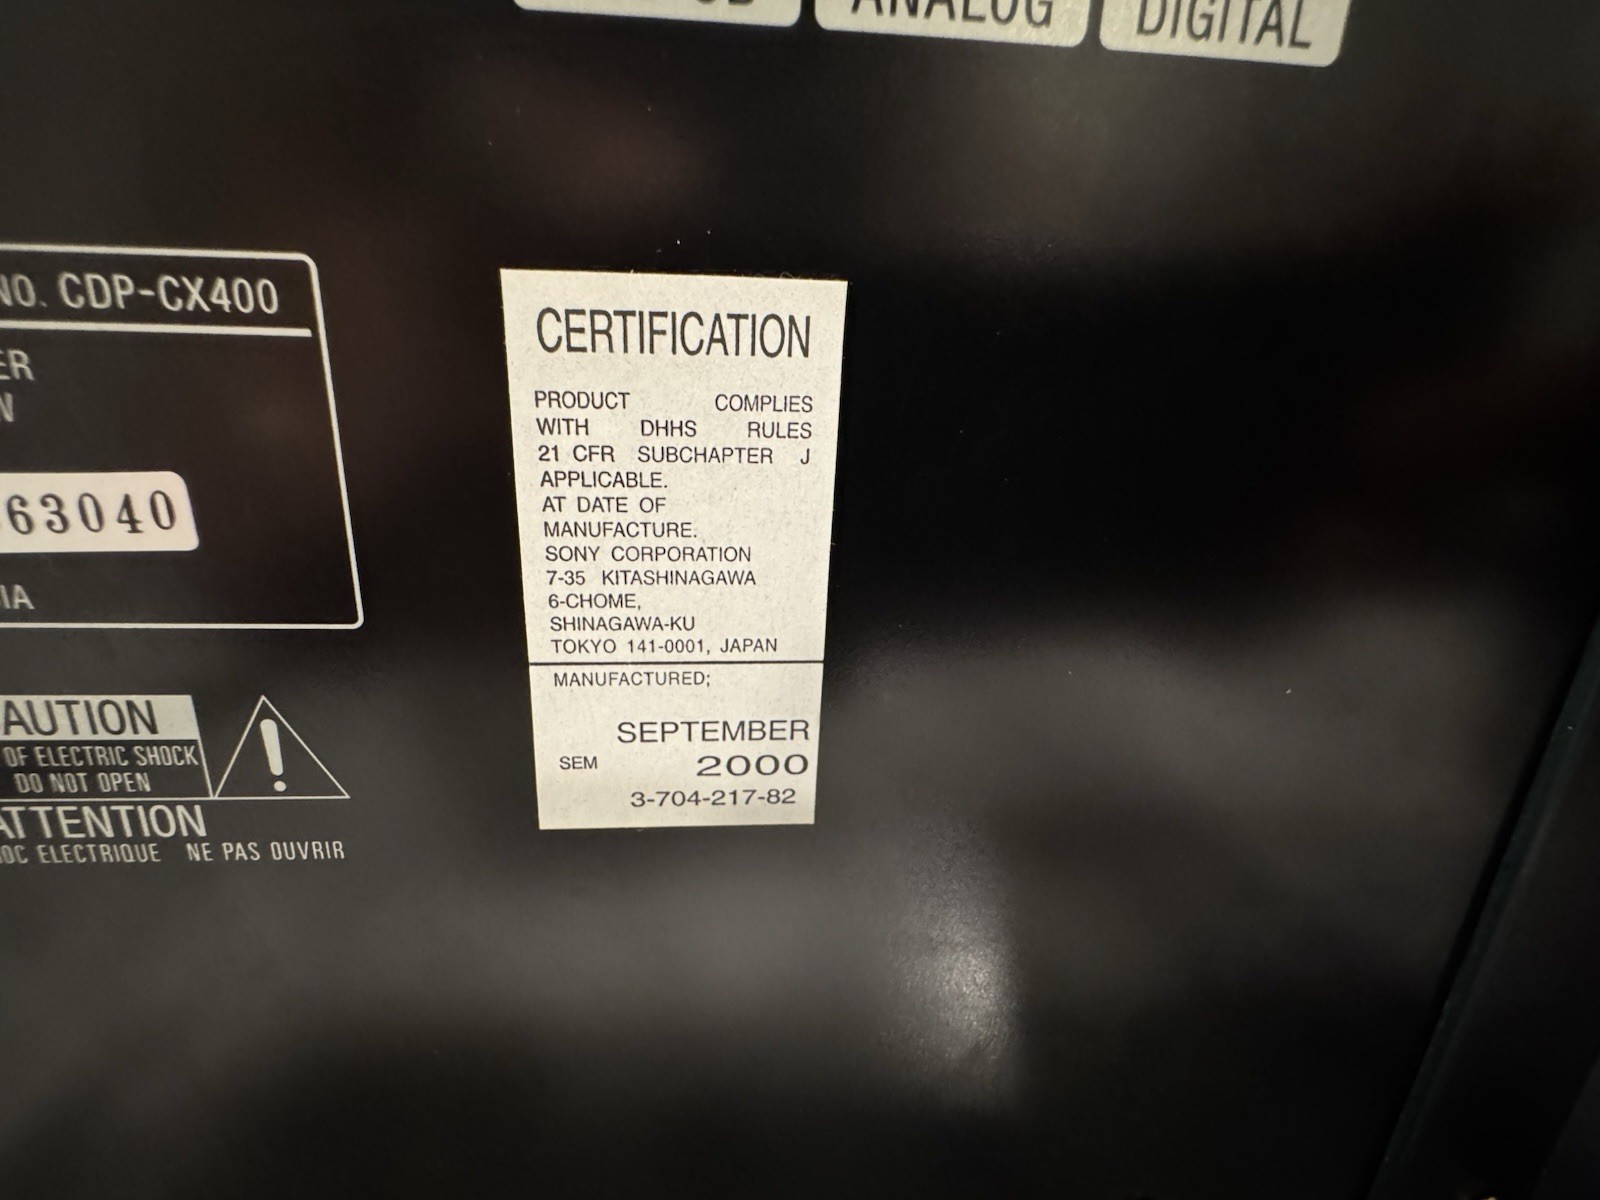 ANALOG
DIGITAL
NO. CDP-CX400
63040
CERTIFICATION
PRODUCT COMPLIES
WITH DHHS RULES
21 CFR SUBCHAPTER J
APPLICABLE.
AT DATE OF
MANUFACTURE.
SONY CORPORATION
7-35 KITASHINAGAWA
6-CHOME,
SHINAGAWA-KU
TOKYO 141-0001, JAPAN
MANUFACTURED;
SEPTEMBER
SEM 2000
3-704-217-82
AUTION
OF ELECTRIC SHOCK
DO NOT OPEN
ATTENTION
OC ELECTRIQUE NE PAS OUVRIR